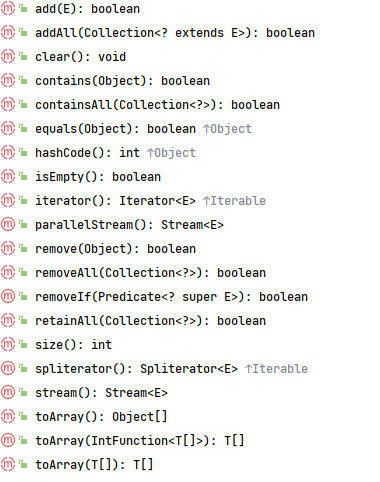 add(E): boolean
addAll(Collection<? extends E>): boolean
clear(): void
contains(Object): boolean
containsAll(Collection<?>): boolean
equals(Object): boolean ↑Object
hashCode(): int ↑Object
isEmpty(): boolean
iterator(): Iterator<E> ↑Iterable
parallelStream(): Stream<E>
remove(Object): boolean
removeAll(Collection<?>): boolean
removeIf(Predicate<? super E>): boolean
retainAll(Collection<?>): boolean
size(): int
spliterator(): Spliterator<E> ↑Iterable
stream(): Stream<E>
toArray(): Object[]
toArray(IntFunction<T[]>): T[]
toArray(T[]): T[]